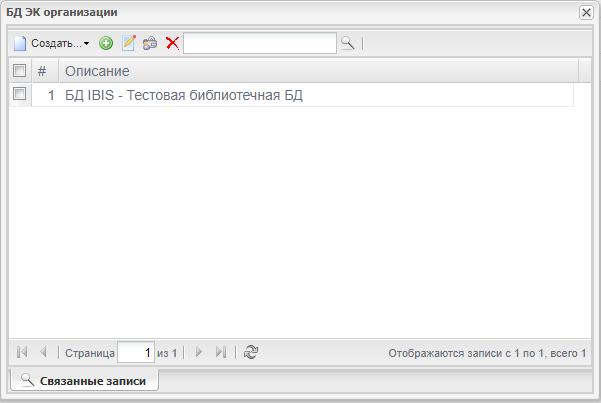 БД ЭК организации
Создать...
# Описание
1 БД IBIS - Тестовая библиотечная БД
Страница 1 из 1 Отображаются записи с 1 по 1, всего 1
Связанные записи